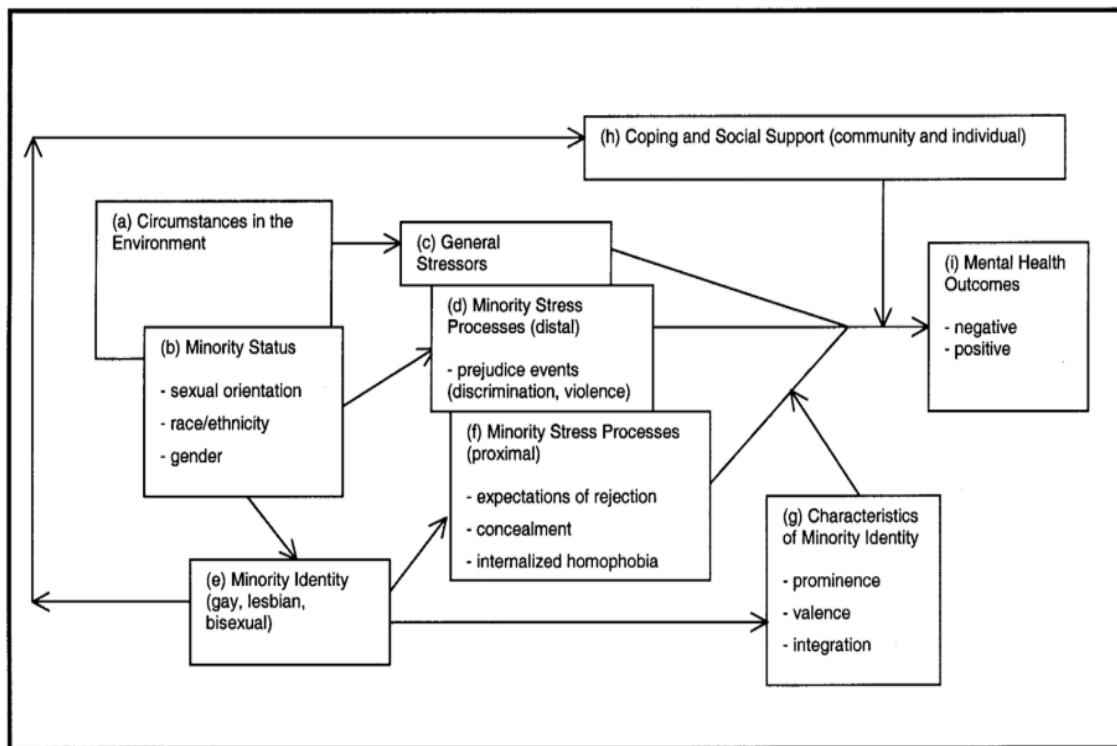 (h) Coping and Social Support (community and individual)
(a) Circumstances in the
Environment
(c) General
Stressors
(i) Mental Health
Outcomes
- negative
- positive
(d) Minority Stress
Processes (distal)
- prejudice events
(discrimination, violence)
(b) Minority Status
- sexual orientation
- race/ethnicity
- gender
(f) Minority Stress Processes
(proximal)
- expectations of rejection
- concealment
- internalized homophobia
(g) Characteristics
of Minority Identity
- prominence
- valence
- integration
(e) Minority Identity
(gay, lesbian,
bisexual)